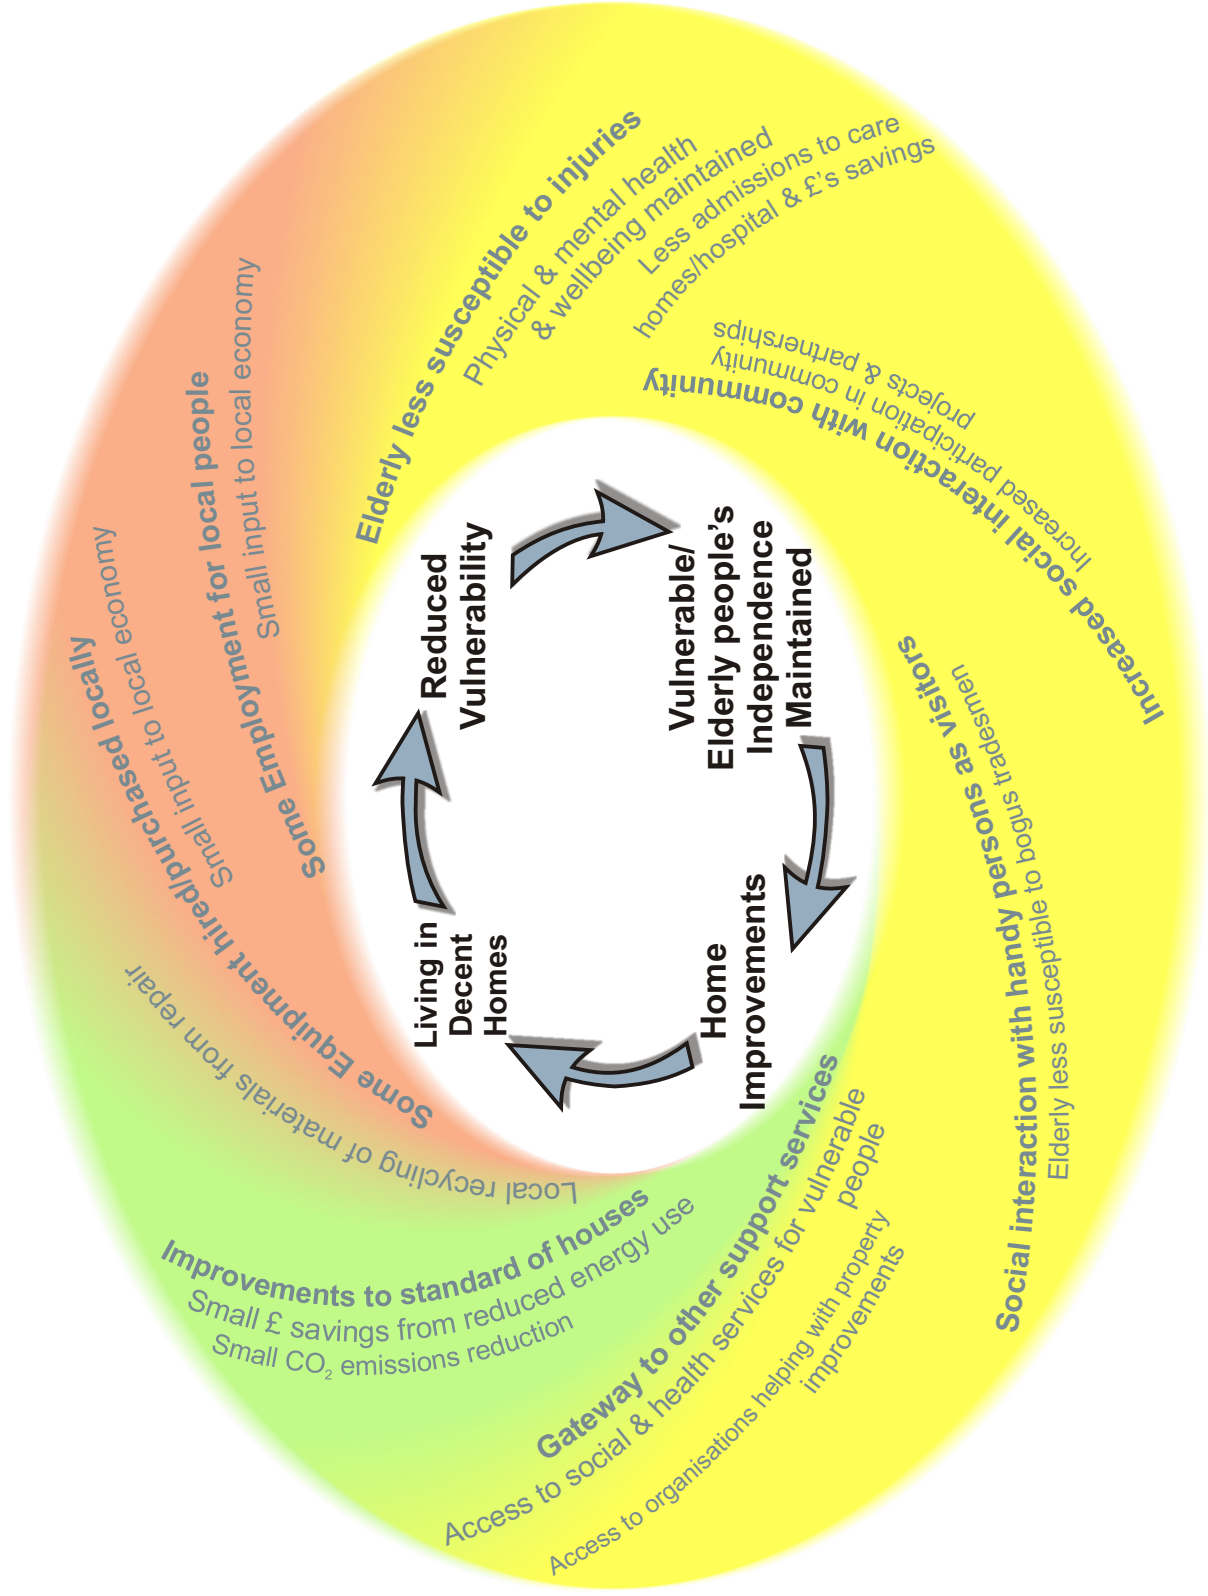 Reduced
Vulnerability
Vulnerable/
Elderly people’s
Independence
Maintained
Home
Improvements
Living in
Decent
Homes
Elderly less susceptible to injuries
Physical & mental health
& wellbeing maintained
Less admissions to care
homes/hospital & £’s savings
Increased social interaction with community
Increased participation in community
projects & partnerships
Social interaction with handy persons as visitors
Elderly less susceptible to bogus tradesmen
Gateway to other support services
Access to social & health services for vulnerable
people
Access to organisations helping with property
improvements
Improvements to standard of houses
Small £ savings from reduced energy use
Small CO₂ emissions reduction
Local recycling of materials from repair
Some Equipment hired/purchased locally
Small input to local economy
Some Employment for local people
Small input to local economy